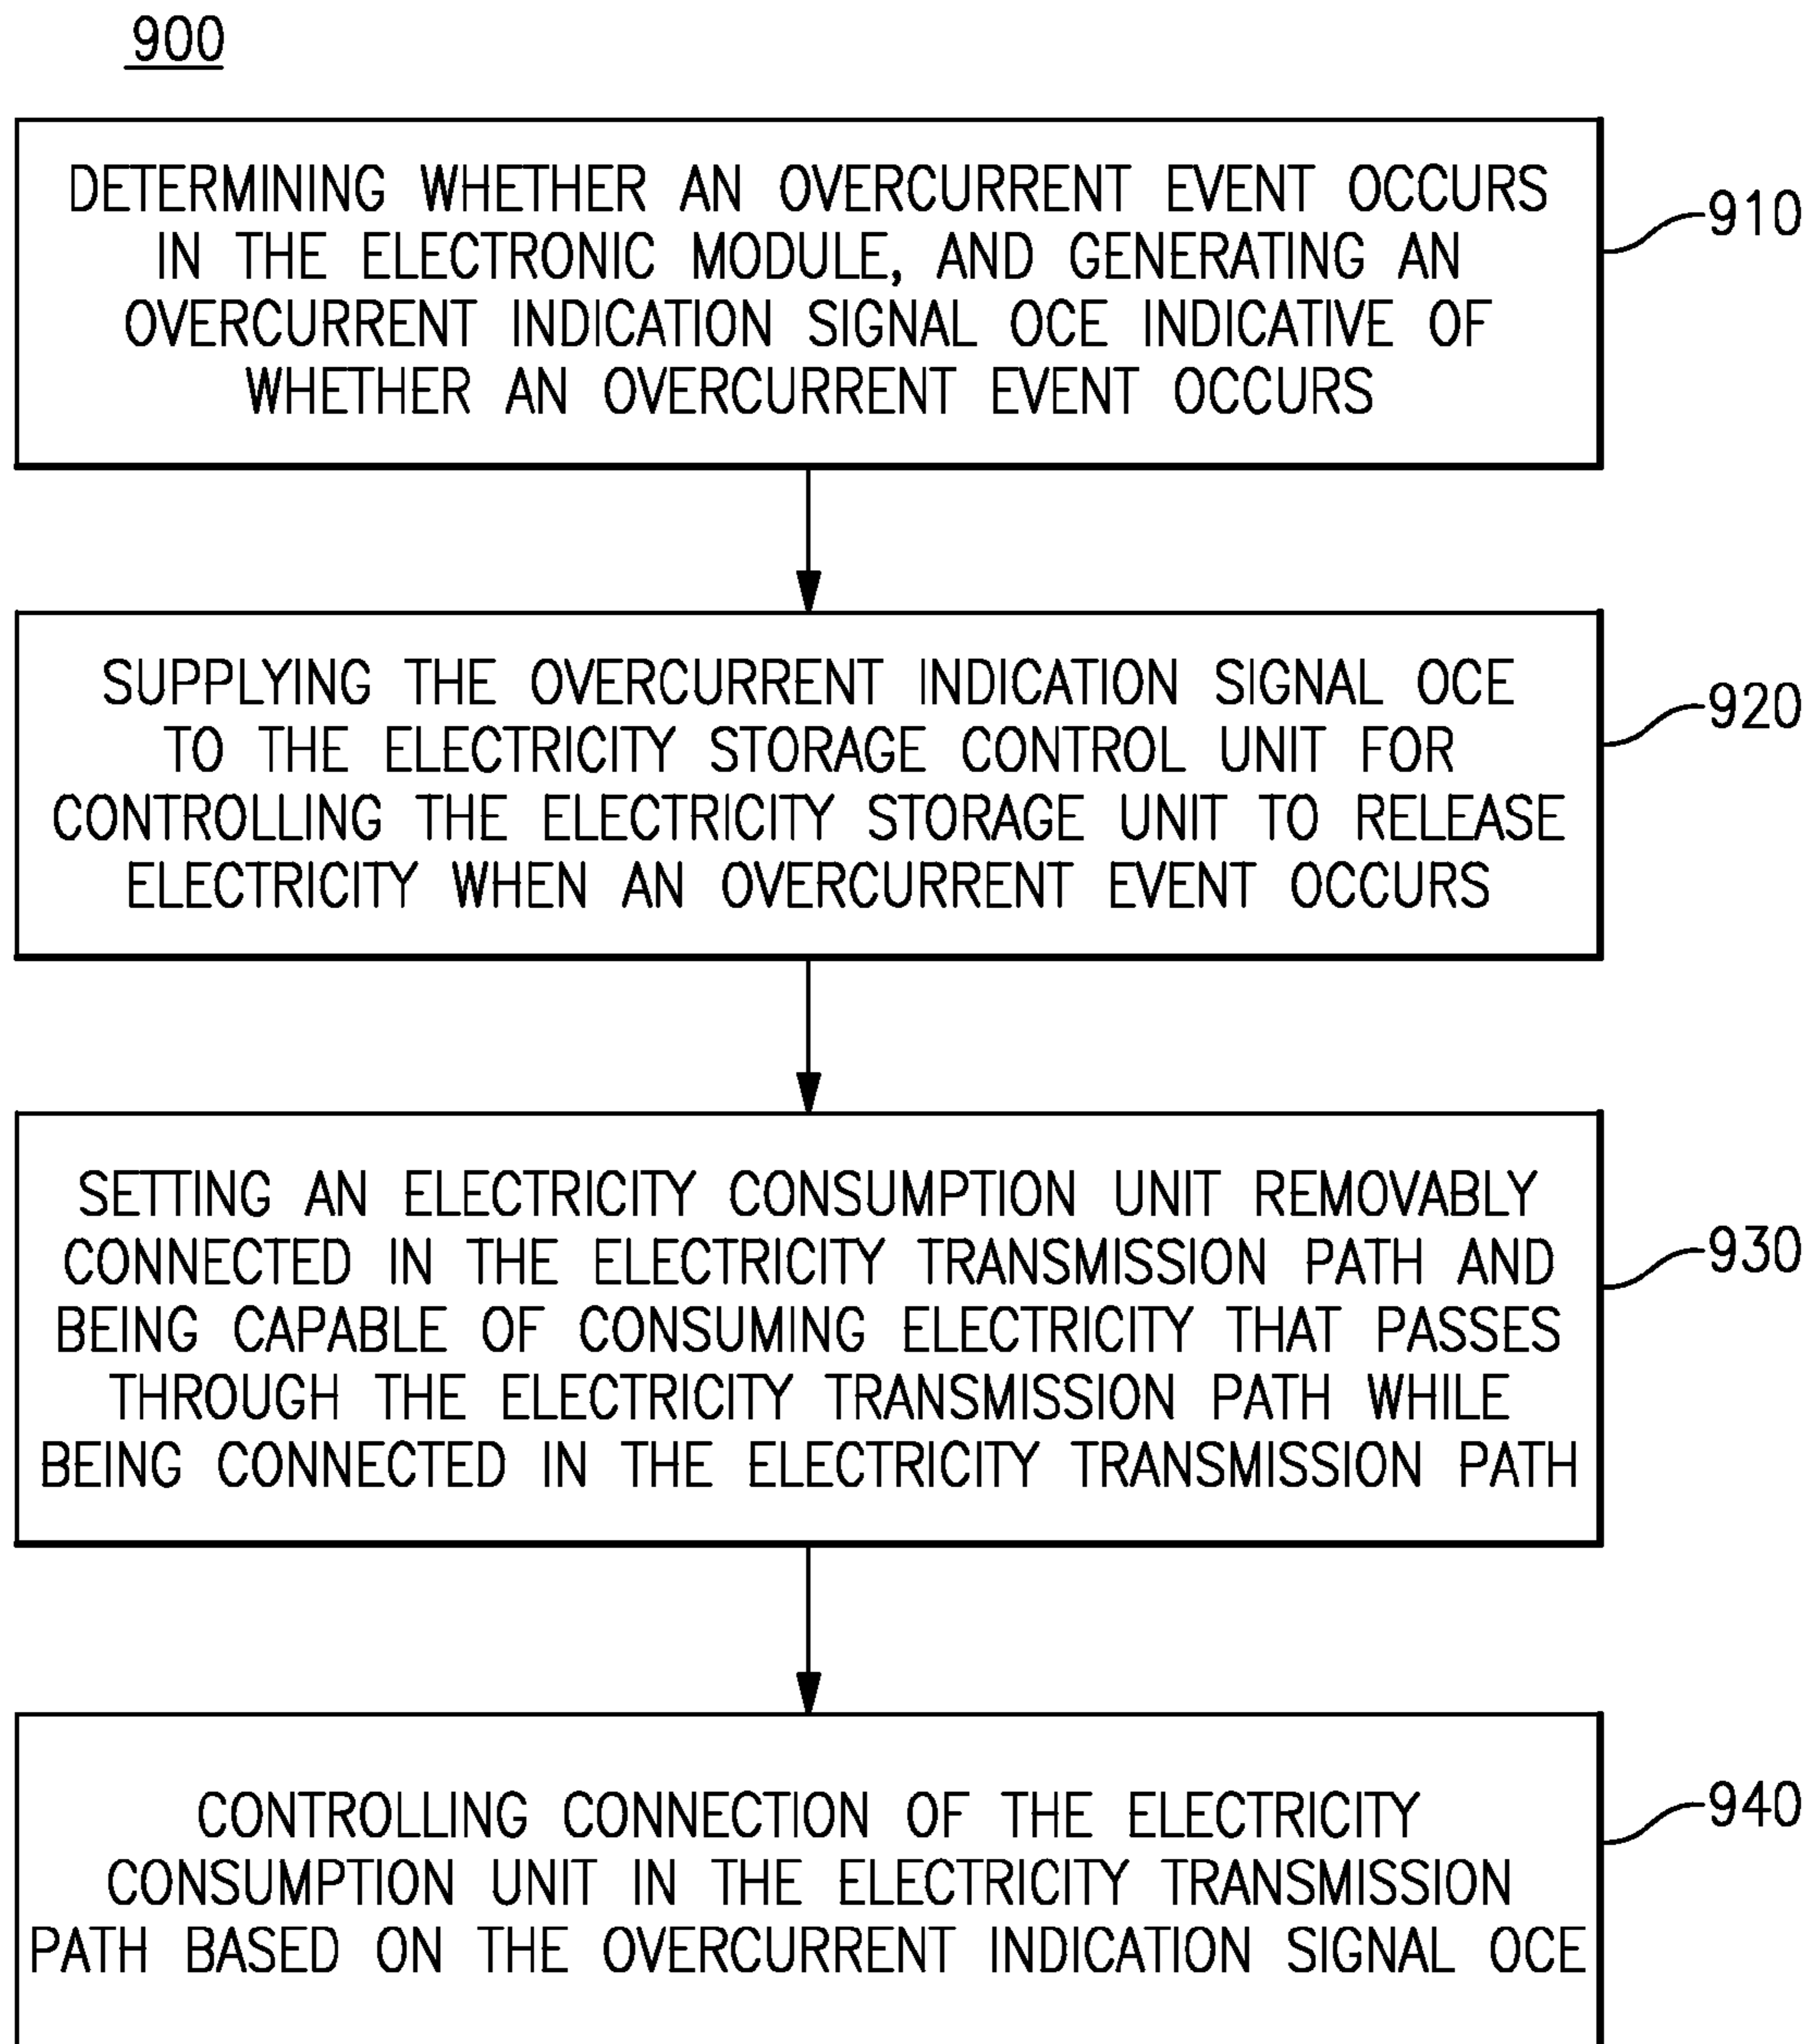 900
DETERMINING WHETHER AN OVERCURRENT EVENT OCCURS
IN THE ELECTRONIC MODULE, AND GENERATING AN
OVERCURRENT INDICATION SIGNAL OCE INDICATIVE OF
WHETHER AN OVERCURRENT EVENT OCCURS
910
SUPPLYING THE OVERCURRENT INDICATION SIGNAL OCE
TO THE ELECTRICITY STORAGE CONTROL UNIT FOR
CONTROLLING THE ELECTRICITY STORAGE UNIT TO RELEASE
ELECTRICITY WHEN AN OVERCURRENT EVENT OCCURS
920
SETTING AN ELECTRICITY CONSUMPTION UNIT REMOVABLY
CONNECTED IN THE ELECTRICITY TRANSMISSION PATH AND
BEING CAPABLE OF CONSUMING ELECTRICITY THAT PASSES
THROUGH THE ELECTRICITY TRANSMISSION PATH WHILE
BEING CONNECTED IN THE ELECTRICITY TRANSMISSION PATH
930
CONTROLLING CONNECTION OF THE ELECTRICITY
CONSUMPTION UNIT IN THE ELECTRICITY TRANSMISSION
PATH BASED ON THE OVERCURRENT INDICATION SIGNAL OCE
940